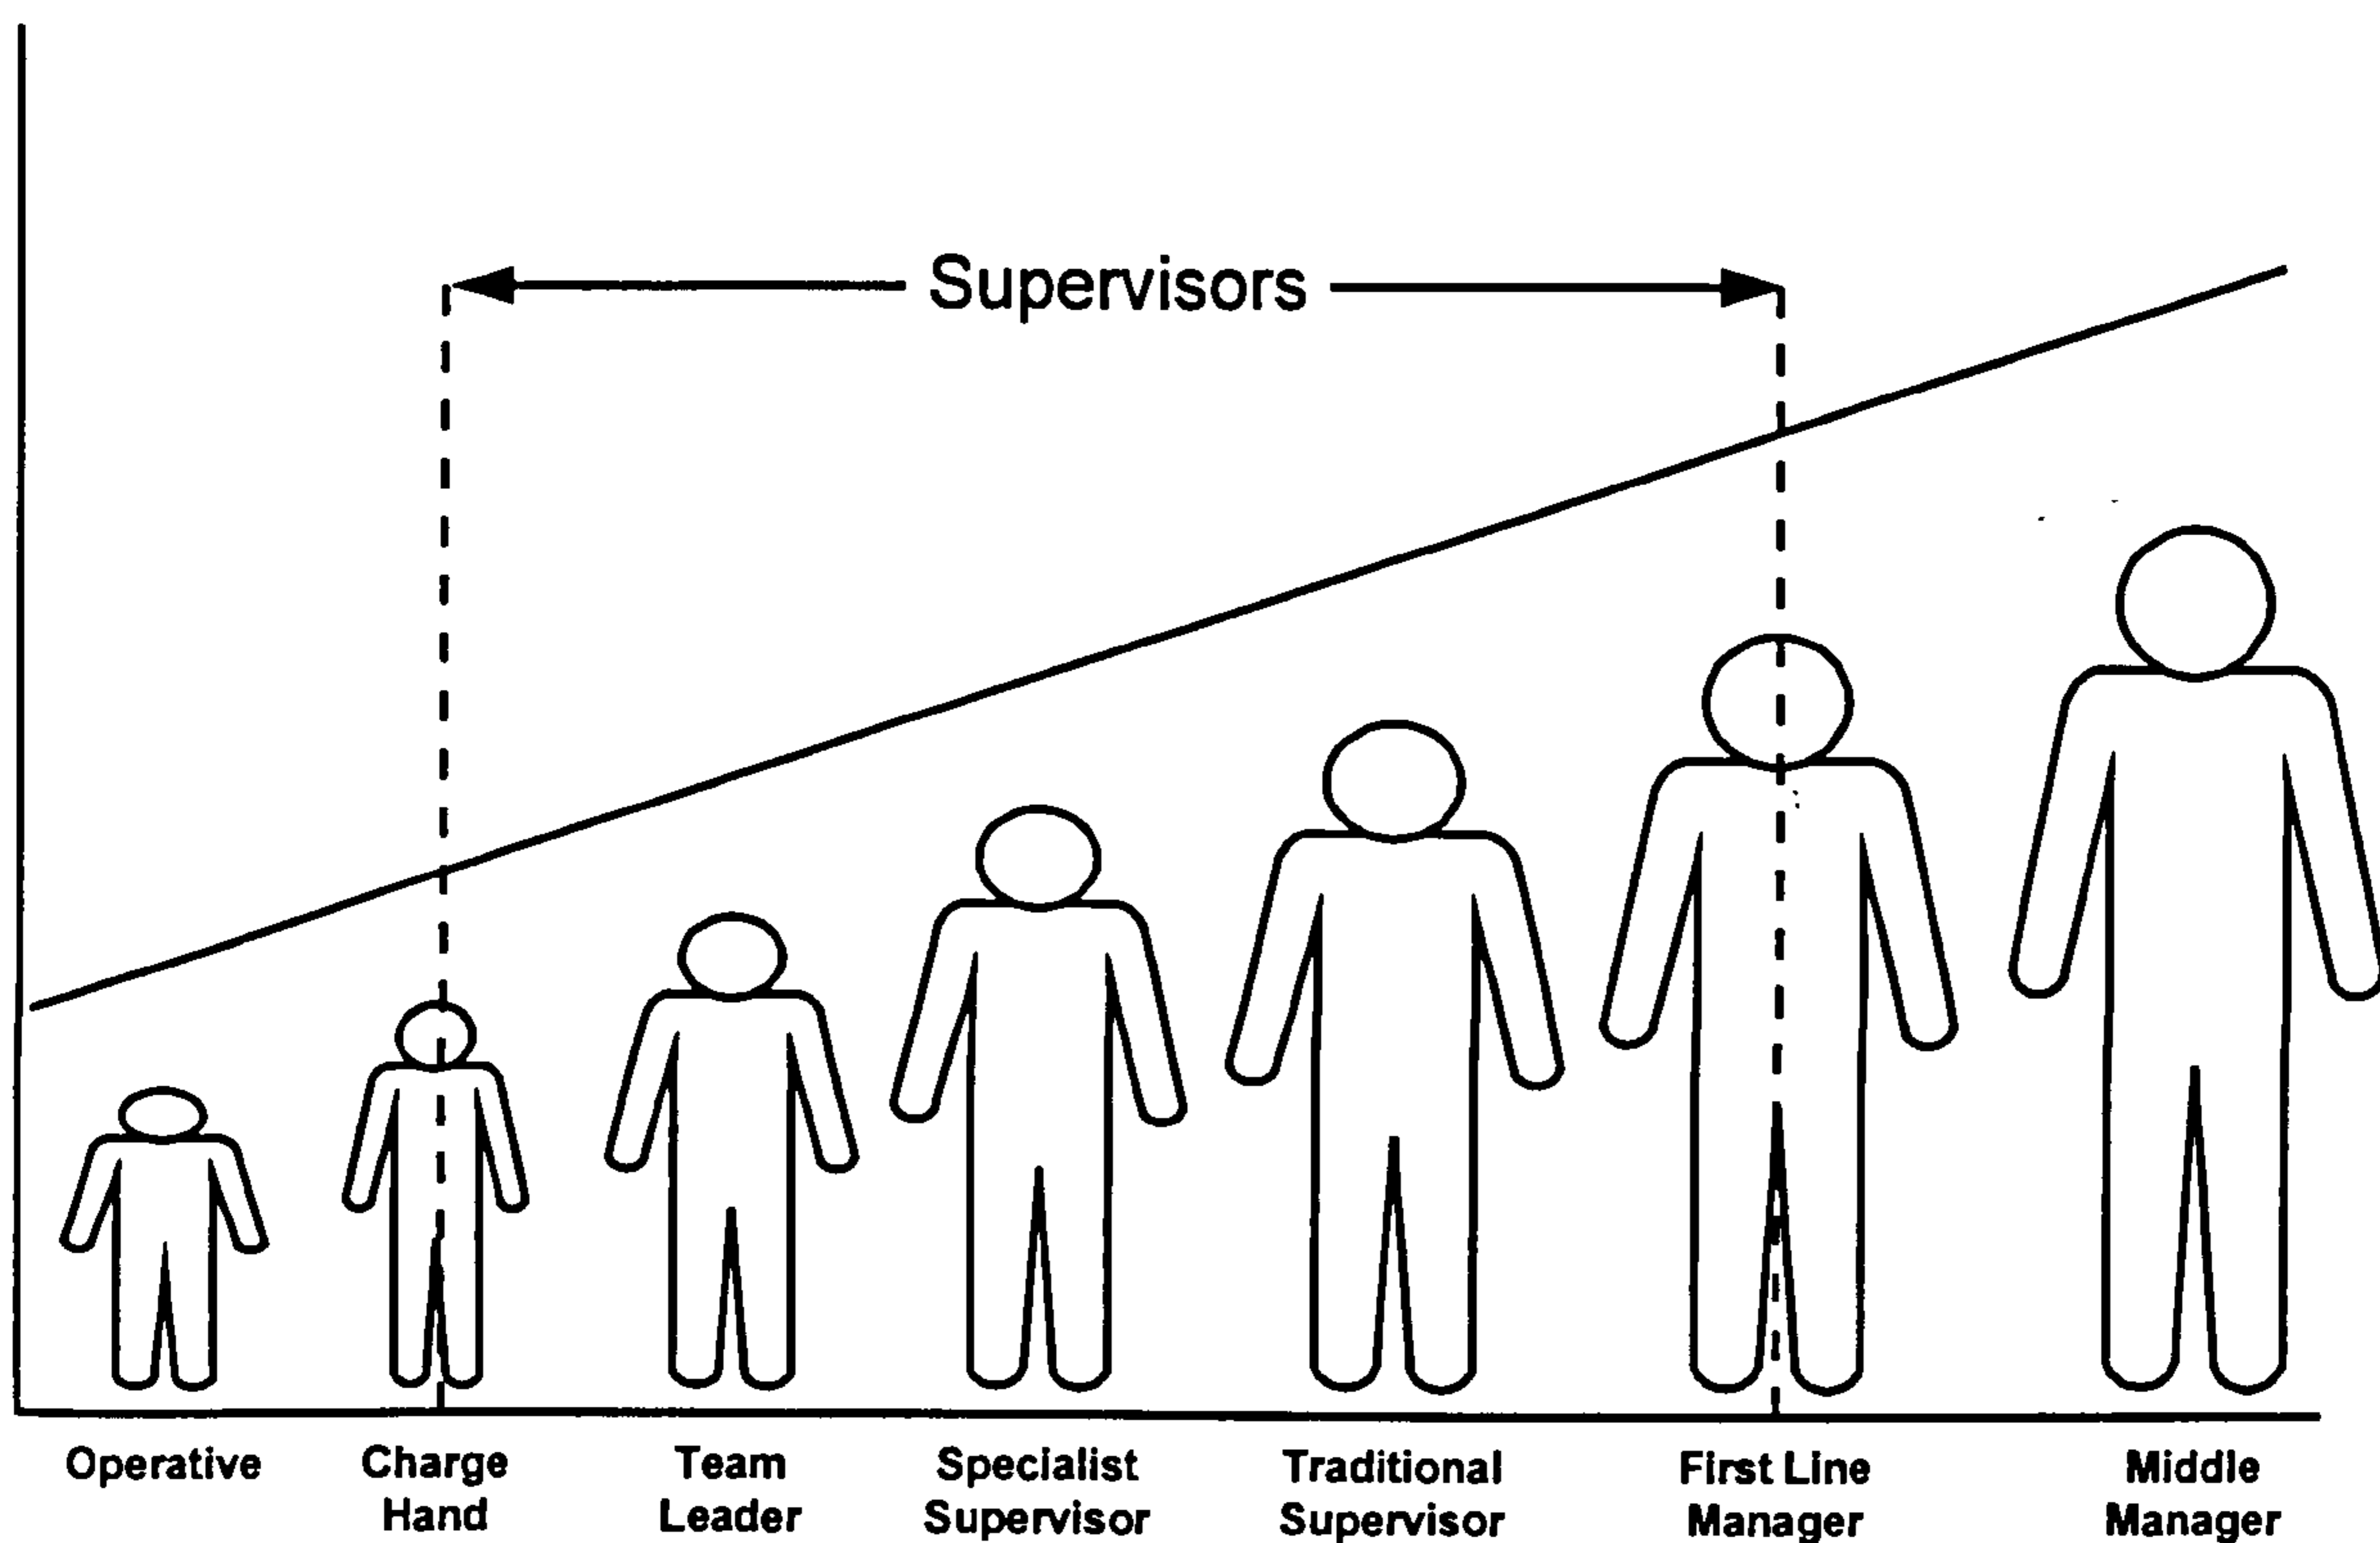 Supervisors
Operative
Charge
Hand
Team
Leader
Specialist
Supervisor
Traditional
Supervisor
First Line
Manager
Middle
Manager